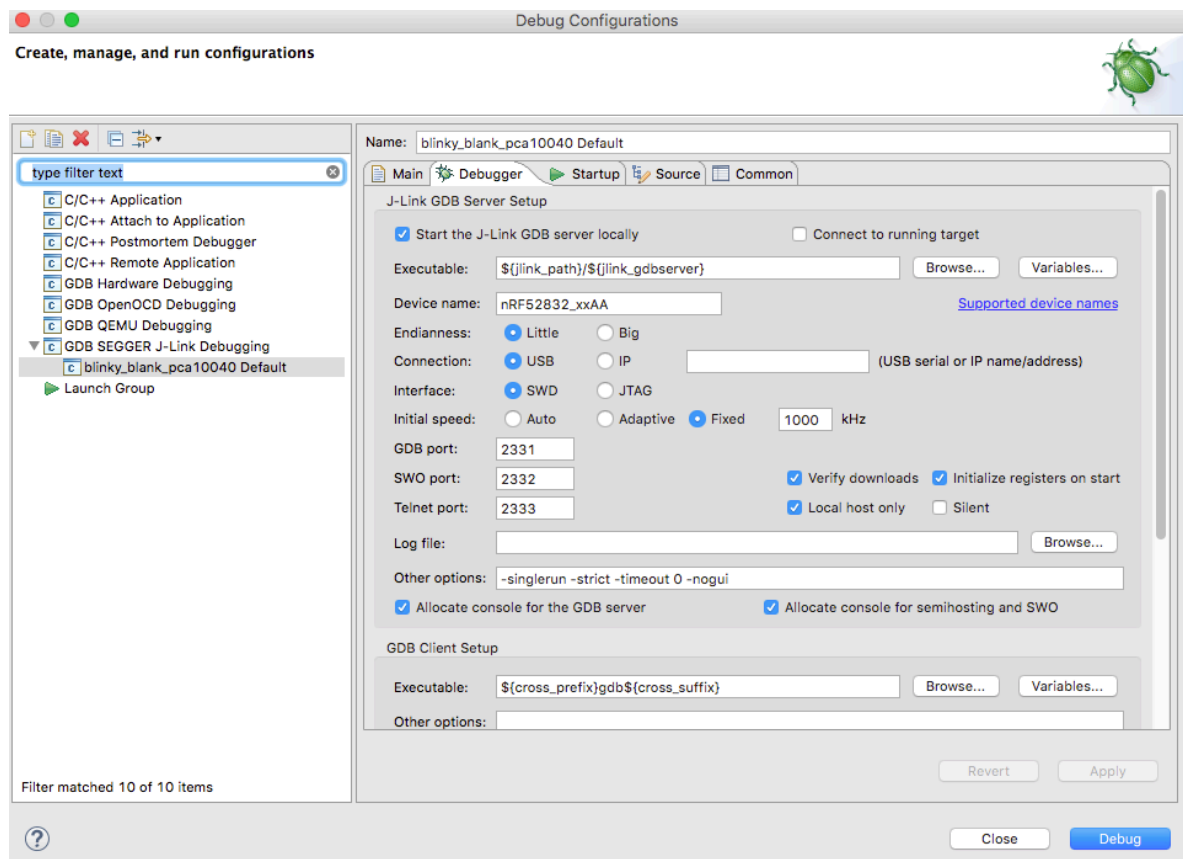 Debug Configurations
Create, manage, and run configurations
type filter text
C/C++ Application
C/C++ Attach to Application
C/C++ Postmortem Debugger
C/C++ Remote Application
GDB Hardware Debugging
GDB OpenOCD Debugging
GDB QEMU Debugging
GDB SEGGER J-Link Debugging
blinky_blank_pca10040 Default
Launch Group
Filter matched 10 of 10 items
Name: blinky_blank_pca10040 Default
Main Debugger Startup Source Common
J-Link GDB Server Setup
Start the J-Link GDB server locally Connect to running target
Executable: ${jlink_path}/${jlink_gdbserver} Browse... Variables...
Device name: nRF52832_xxAA Supported device names
Endianness: Little Big
Connection: USB IP (USB serial or IP name/address)
Interface: SWD JTAG
Initial speed: Auto Adaptive Fixed 1000 kHz
GDB port: 2331
SWO port: 2332 Verify downloads Initialize registers on start
Telnet port: 2333 Local host only Silent
Log file: Browse...
Other options: -singlerun -strict -timeout 0 -nogui
Allocate console for the GDB server Allocate console for semihosting and SWO
GDB Client Setup
Executable: ${cross_prefix}gdb${cross_suffix} Browse... Variables...
Other options:
Revert Apply
? Close Debug